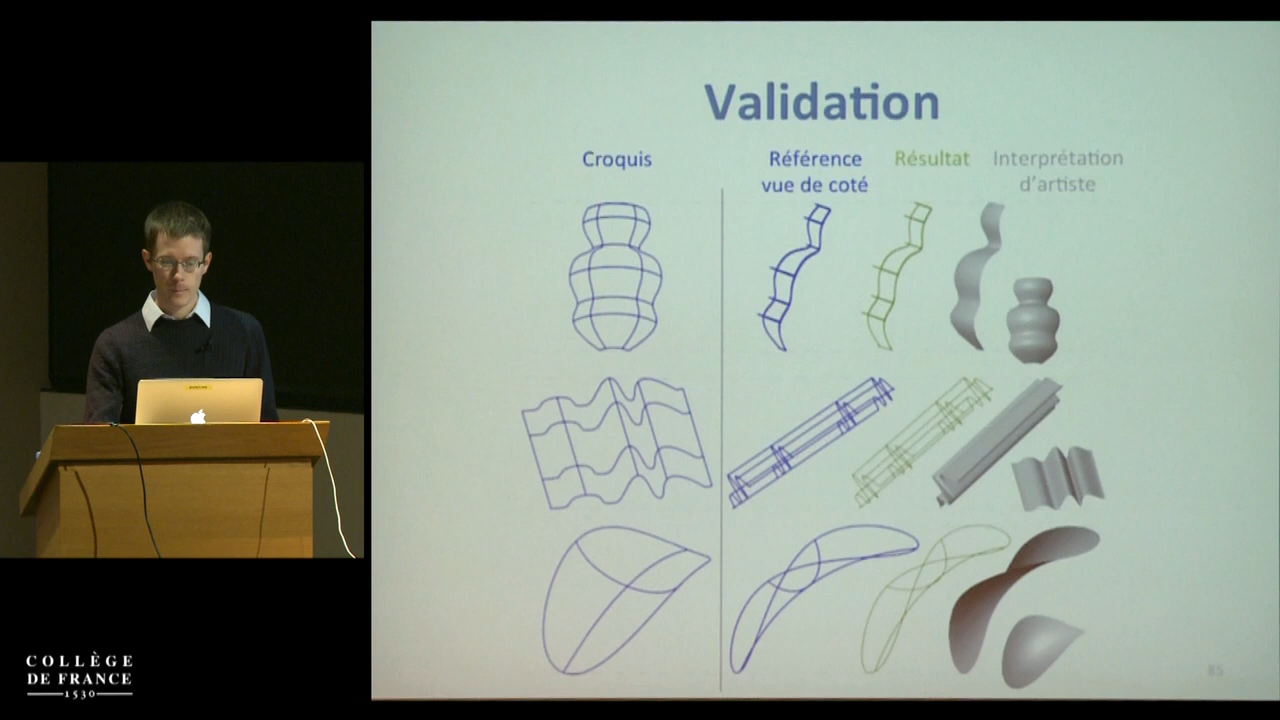 Validation
Croquis
Référence
vue de coté
Résultat
Interprétation
d'artiste
85
COLLÈGE
DE FRANCE
1530